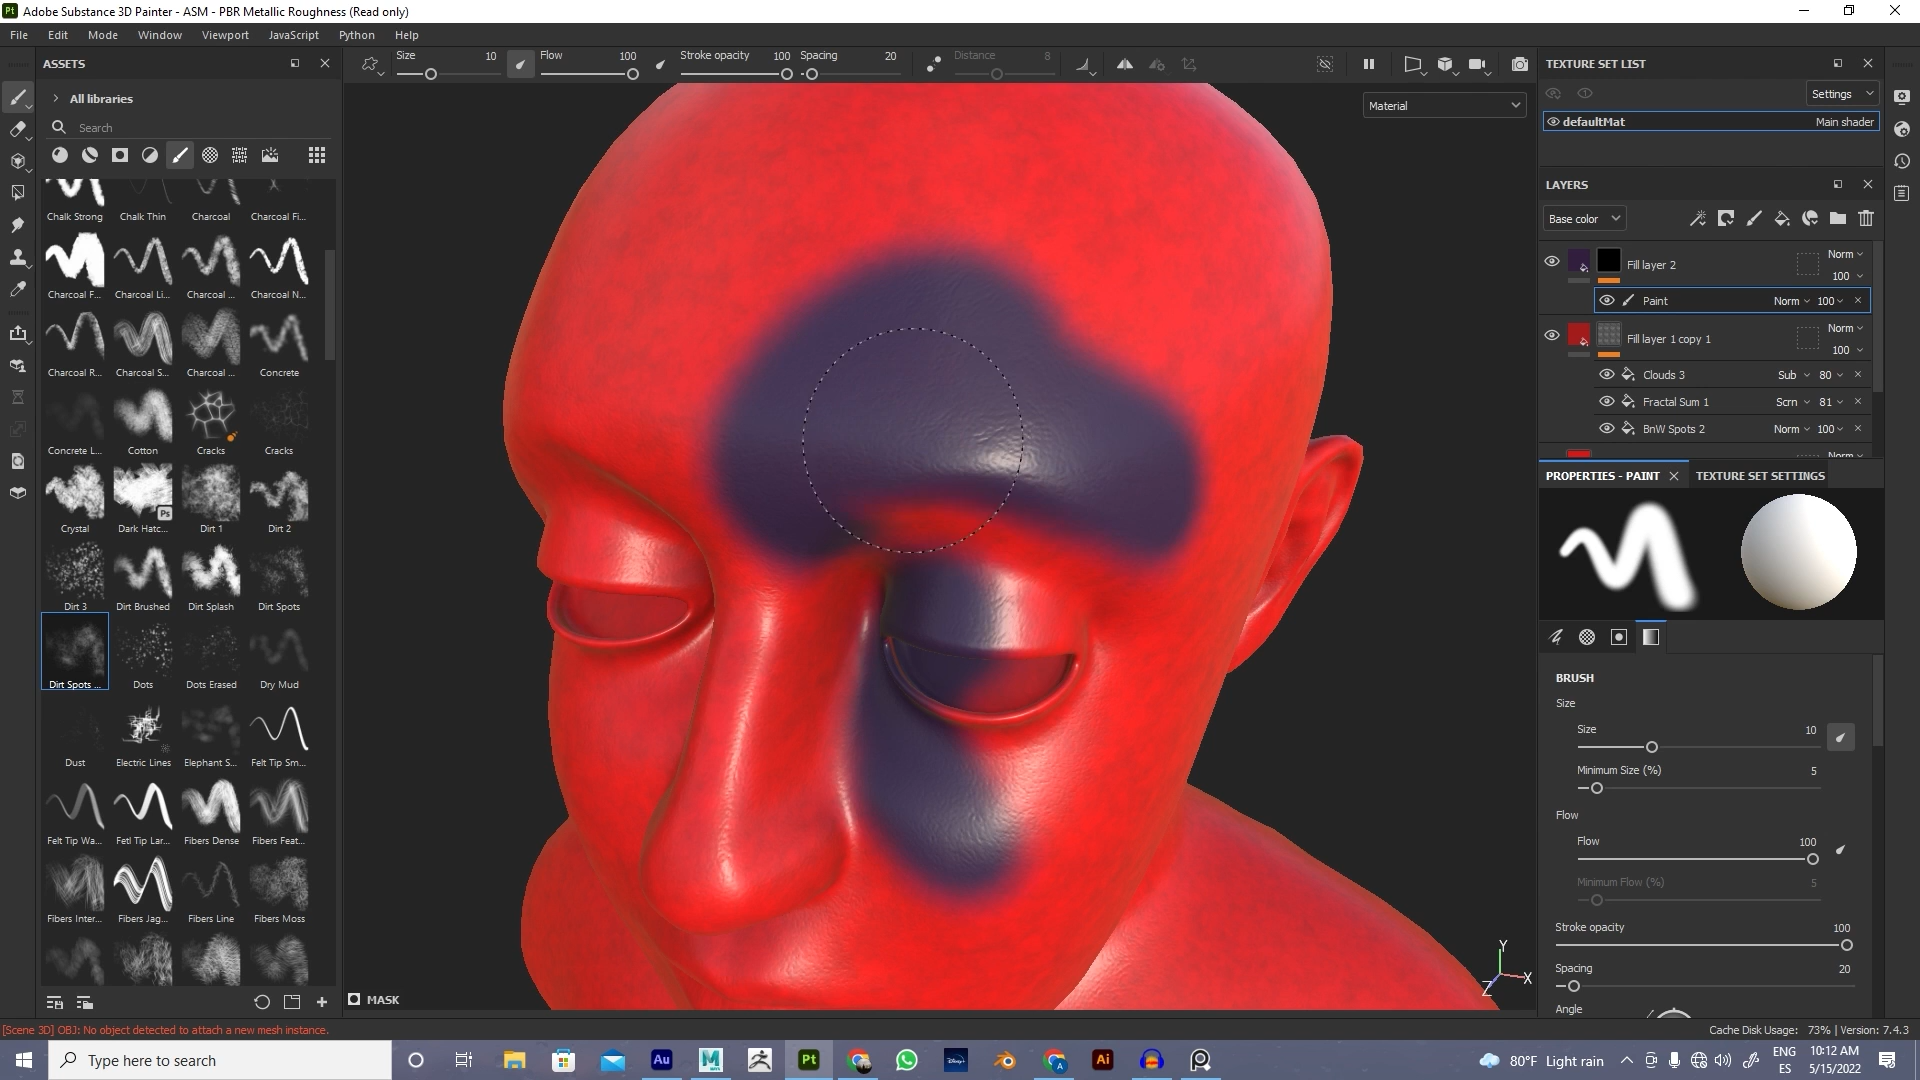 Pt Adobe Substance 3D Painter - ASM - PBR Metallic Roughness (Read only)
File Edit Mode Window Viewport JavaScript Python Help
ASSETS
All libraries
Search
Chalk Strong Chalk Thin Charcoal Charcoal Fi...
Charcoal F... Charcoal Li... Charcoal ... Charcoal N...
Charcoal R... Charcoal S... Charcoal ... Concrete
Concrete L... Cotton Cracks Cracks
Ps
Crystal Dark Hatc... Dirt 1 Dirt 2
Dirt 3 Dirt Brushed Dirt Splash Dirt Spots
Dirt Spots ... Dots Dots Erased Dry Mud
Dust Electric Lines Elephant S... Felt Tip Sm...
Felt Tip Wa... Fetl Tip Lar... Fibers Dense Fibers Feat...
Fibers Inter... Fibers Jag... Fibers Line Fibers Moss
Size 10 Flow 100 Stroke opacity 100 Spacing 20 Distance 8
Material
MASK
Y
X
Z
TEXTURE SET LIST
Settings
defaultMat Main shader
LAYERS
Base color
Fill layer 2 Norm 100
Paint Norm 100
Fill layer 1 copy 1 Norm 100
Clouds 3 Sub 80
Fractal Sum 1 Scrn 81
BnW Spots 2 Norm 100
Norm
PROPERTIES - PAINT TEXTURE SET SETTINGS
BRUSH
Size
Size 10
Minimum Size (%) 5
Flow
Flow 100
Minimum Flow (%) 5
Stroke opacity 100
Spacing 20
Angle
[Scene 3D] OBJ: No object detected to attach a new mesh instance.
Cache Disk Usage: 73% | Version: 7.4.3
Type here to search
Au
Pt
Disney+
A
Ai
80°F Light rain
ENG
ES
10:12 AM
5/15/2022